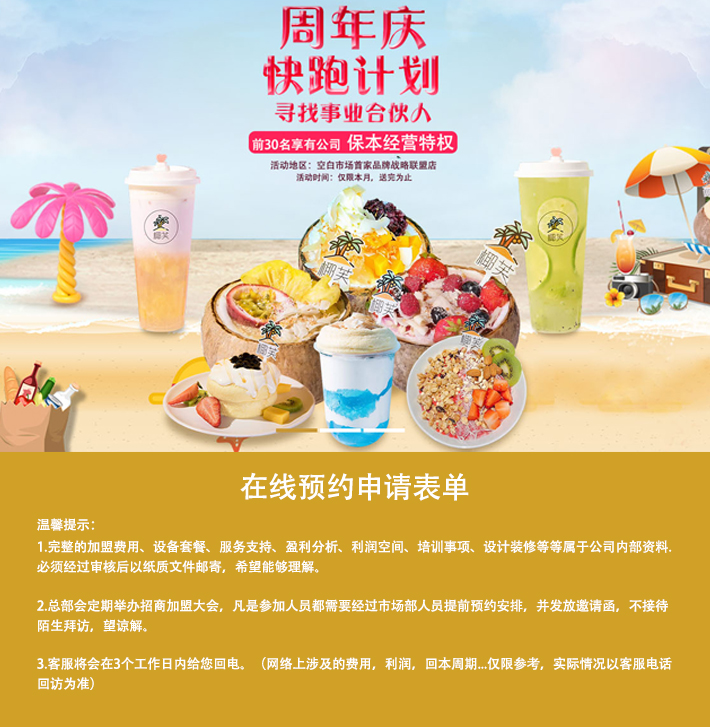 周年庆
快跑计划
寻找事业合伙人
前30名享有公司 保本经营特权
活动地区：空白市场首家品牌战略联盟店
活动时间：仅限本月，送完为止
椰芙
椰芙
椰芙
椰芙
椰芙
椰芙
椰芙
在线预约申请表单
温馨提示：
1.完整的加盟费用、设备套餐、服务支持、盈利分析、利润空间、培训事项、设计装修等等属于公司内部资料.
必须经过审核后以纸质文件邮寄，希望能够理解。
2.总部会定期举办招商加盟大会，凡是参加人员都需要经过市场部人员提前预约安排，并发放邀请函，不接待
陌生拜访，望谅解。
3.客服将会在3个工作日内给您回电。（网络上涉及的费用，利润，回本周期...仅限参考，实际情况以客服电话
回访为准）